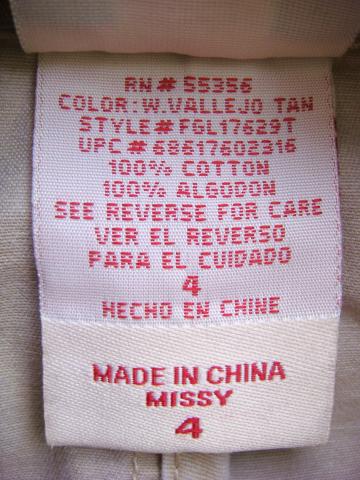 RN# 55356
COLOR: W. VALLEJO TAN
STYLE# FGL17629T
UPC# 68617602316
100% COTTON
100% ALGODON
SEE REVERSE FOR CARE
VER EL REVERSO
PARA EL CUIDADO
4
HECHO EN CHINE
MADE IN CHINA
MISSY
4